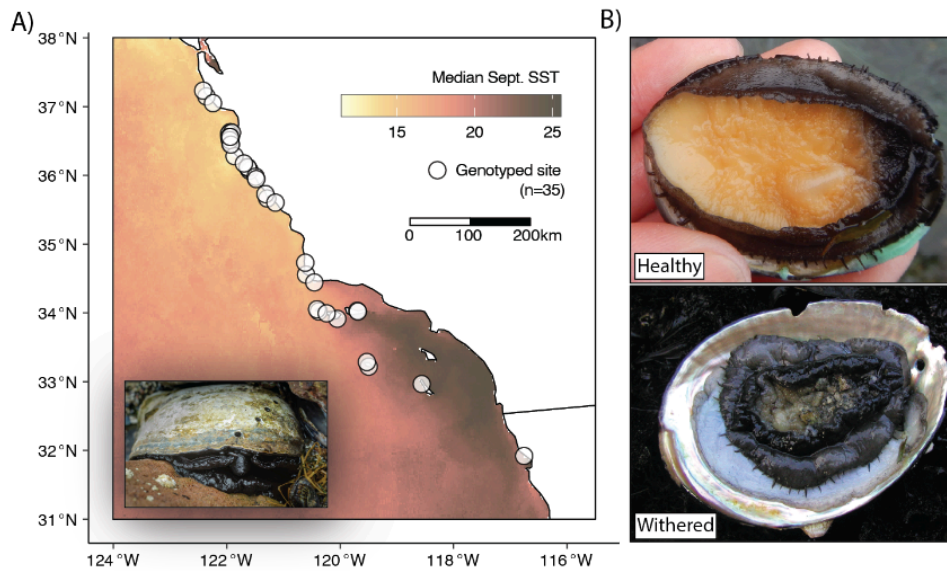 A)
B)
38°N
37°N
36°N
35°N
34°N
33°N
32°N
31°N
Median Sept. SST
15 20 25
Genotyped site
(n=35)
0 100 200km
124°W 122°W 120°W 118°W 116°W
Healthy
Withered